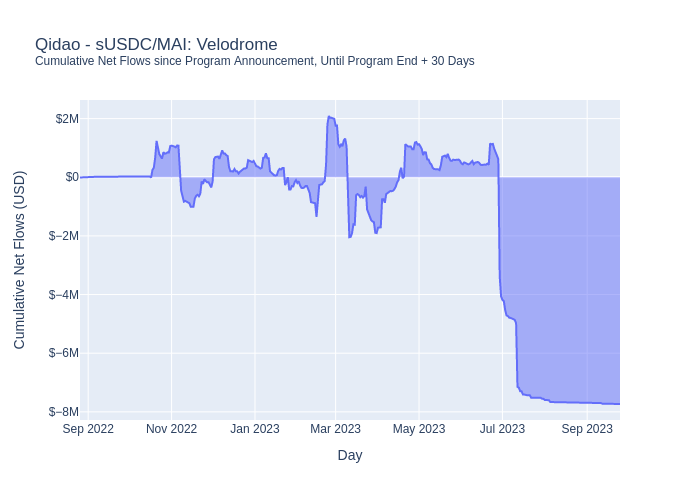 Qidao - sUSDC/MAI: Velodrome
Cumulative Net Flows since Program Announcement, Until Program End + 30 Days
$2M
$0
$−2M
$−4M
$−6M
$−8M
Cumulative Net Flows (USD)
Sep 2022
Nov 2022
Jan 2023
Mar 2023
May 2023
Jul 2023
Sep 2023
Day